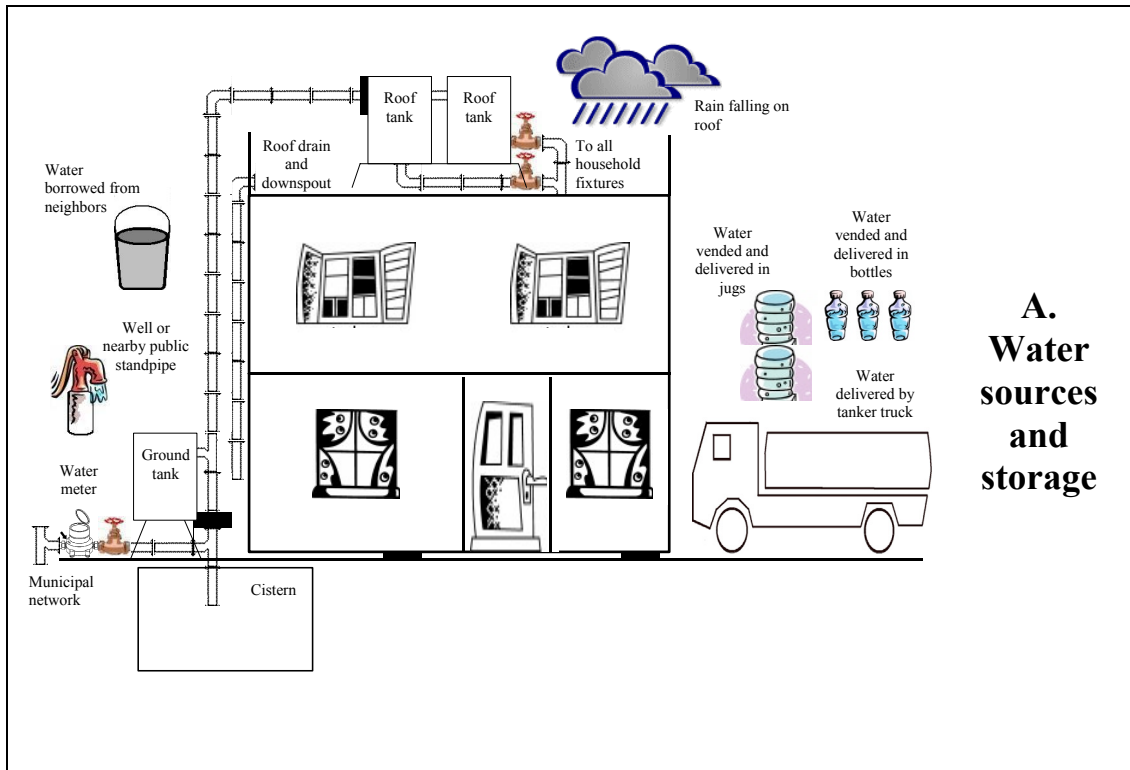 Roof
tank
Roof
tank
Rain falling on
roof
Roof drain
and
downspout
To all
household
fixtures
Water
borrowed from
neighbors
Water
vended and
delivered in
jugs
Water
vended and
delivered in
bottles
Well or
nearby public
standpipe
Water
delivered by
tanker truck
Ground
tank
Water
meter
Municipal
network
Cistern
A.
Water
sources
and
storage